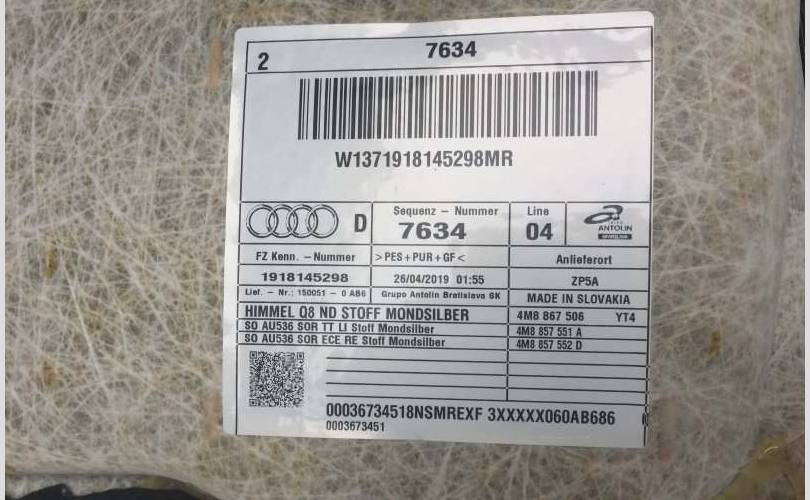 2 7634
W1371918145298MR
D
Sequenz - Nummer
7634
Line
04
ANTOLIN
FZ Kenn. - Nummer
>PES+PUR+GF<
Anlieferort
1918145298
26/04/2019 01:55
ZP5A
Lief. - Nr.: 150051 - 0 AB6
Grupo Antolin Bratislava SK
MADE IN SLOVAKIA
HIMMEL Q8 ND STOFF MONDSILBER
4M8 867 506 YT4
SO AU536 SOR TT LI Stoff Mondsilber
4M8 857 551 A
SO AU536 SOR ECE RE Stoff Mondsilber
4M8 857 552 D
00036734518NSMREXF 3XXXXX060AB686
0003673451